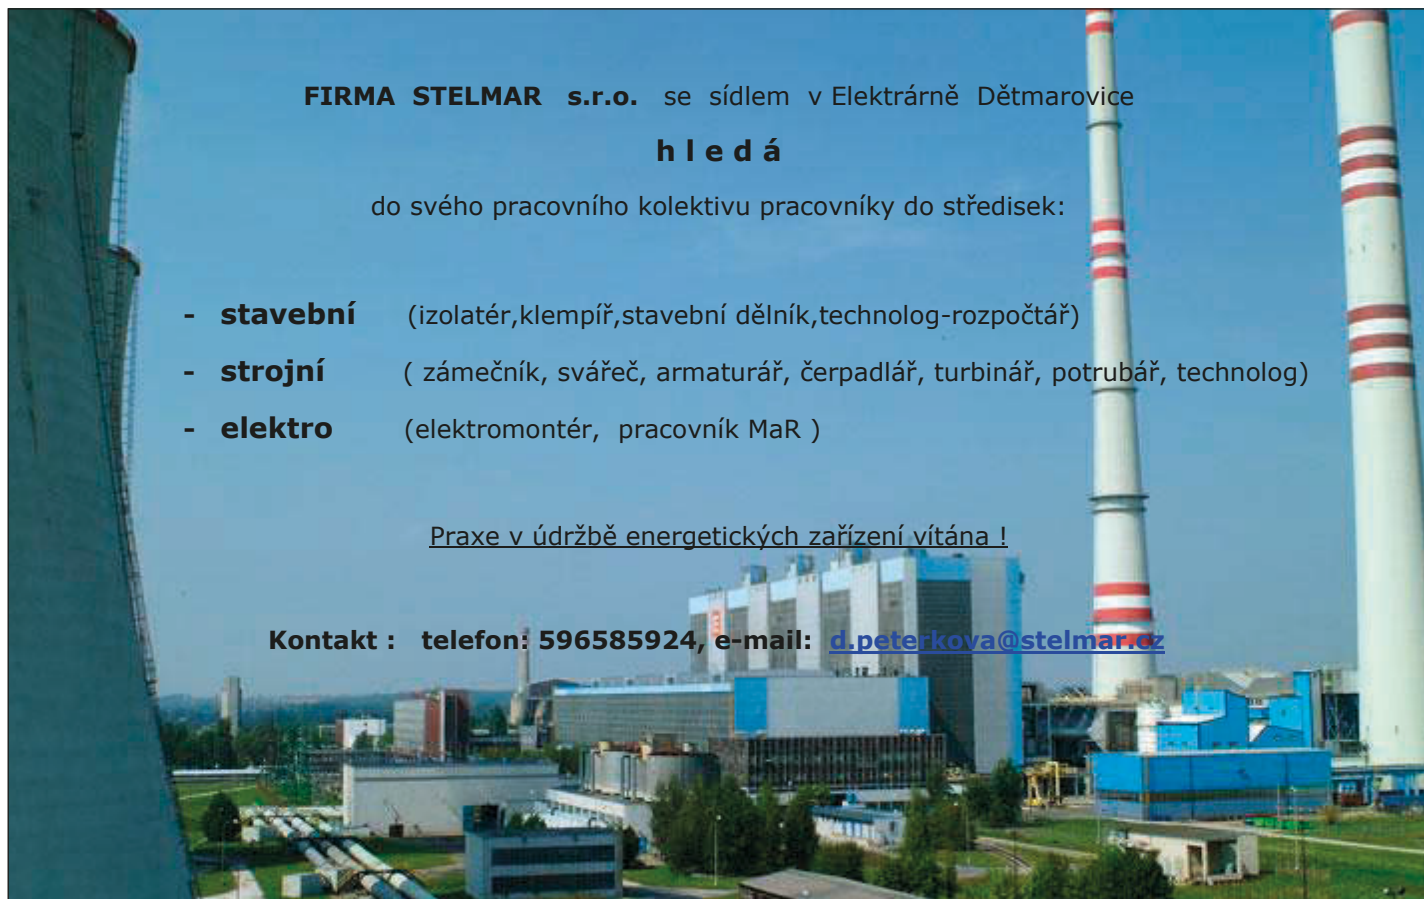 FIRMA STELMAR s.r.o. se sídlem v Elektrárně Dětmarovice
hledá
do svého pracovního kolektivu pracovníky do středisek:
- stavební (izolatér,klempíř,stavební dělník,technolog-rozpočtář)
- strojní ( zámečník, svářeč, armaturář, čerpadlář, turbinář, potrubář, technolog)
- elektro (elektromontér, pracovník MaR )
Praxe v údržbě energetických zařízení vítána !
Kontakt : telefon: 596585924, e-mail: d.peterkova@stelmar.cz